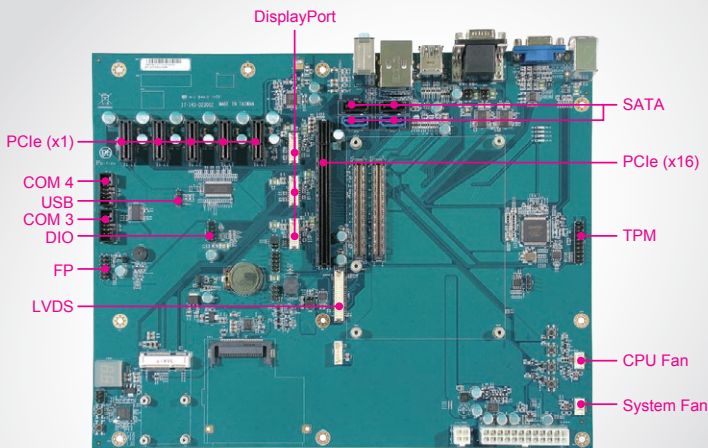 DisplayPort
SATA
PCIe (x1)
PCIe (x16)
COM 4
USB
COM 3
DIO
TPM
FP
LVDS
CPU Fan
System Fan
MADE IN TAIWAN